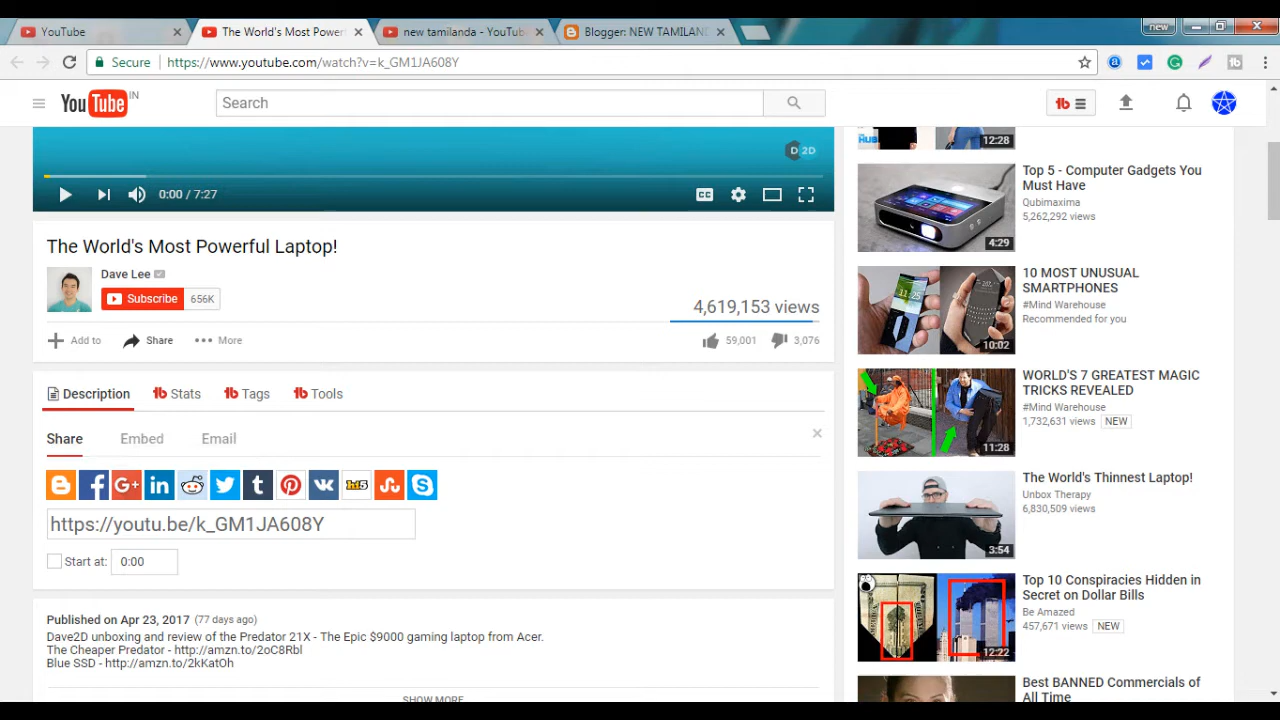 YouTube
The World's Most Powerf
new tamilanda - YouTub
Blogger: NEW TAMILAND
new
Secure
https://www.youtube.com/watch?v=k_GM1JA608Y
YouTube IN
Search
D2D
0:00 / 7:27
CC
The World's Most Powerful Laptop!
Dave Lee
Subscribe 656K
4,619,153 views
Add to Share More
59,001 3,076
Description Stats Tags Tools
Share Embed Email
hi5
https://youtu.be/k_GM1JA608Y
Start at: 0:00
Published on Apr 23, 2017 (77 days ago)
Dave2D unboxing and review of the Predator 21X - The Epic $9000 gaming laptop from Acer.
The Cheaper Predator - http://amzn.to/2oC8Rbl
Blue SSD - http://amzn.to/2kKatOh
SHOW MORE
12:28
Top 5 - Computer Gadgets You
Must Have
Qubimaxima
5,262,292 views
4:29
10 MOST UNUSUAL
SMARTPHONES
#Mind Warehouse
Recommended for you
10:02
WORLD'S 7 GREATEST MAGIC
TRICKS REVEALED
#Mind Warehouse
1,732,631 views NEW
11:28
The World's Thinnest Laptop!
Unbox Therapy
6,830,509 views
3:54
Top 10 Conspiracies Hidden in
Secret on Dollar Bills
Be Amazed
457,671 views NEW
12:22
Best BANNED Commercials of
All Time